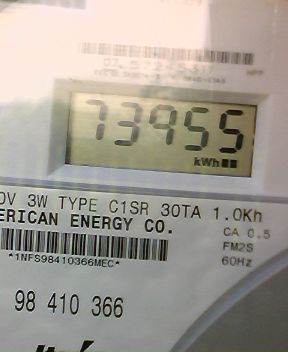 73955
kWh
0V 3W TYPE C1SR 30TA 1.0Kh
ERICAN ENERGY CO.
CA 0.5
*1NFS98410366MEC*
FM2S
60Hz
98 410 366